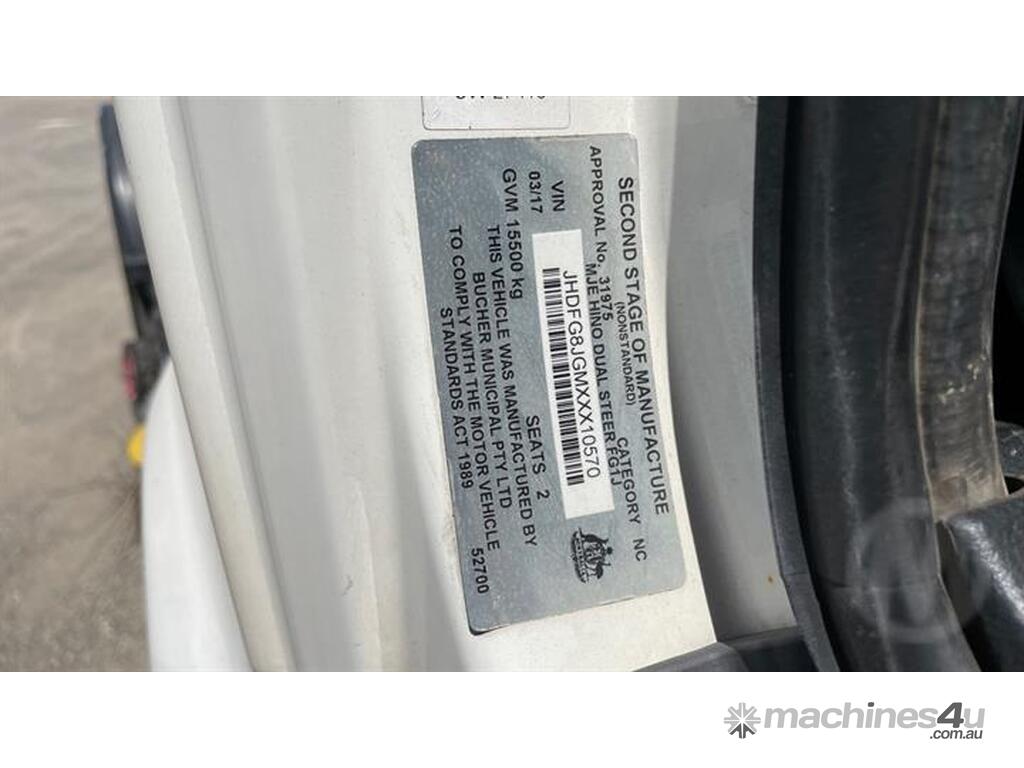 SECOND STAGE OF MANUFACTURE
(NONSTANDARD)
APPROVAL No. 31975 CATEGORY NC
MJE HINO DUAL STEER FG1J
VIN JHDFG8JGMXXX10570
03/17 SEATS 2
GVM 15500 kg
THIS VEHICLE WAS MANUFACTURED BY
BUCHER MUNICIPAL PTY LTD
TO COMPLY WITH THE MOTOR VEHICLE
STANDARDS ACT 1989 52700
machines4u
.com.au